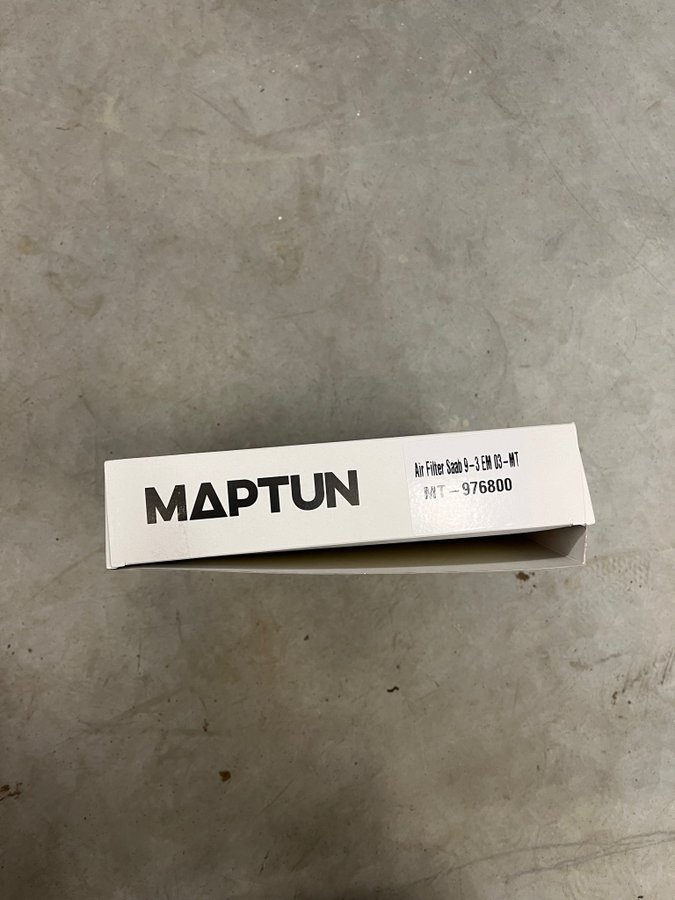 MAPTUN
Air Filter Saab 9-3 EM 03-MT
MT-976800